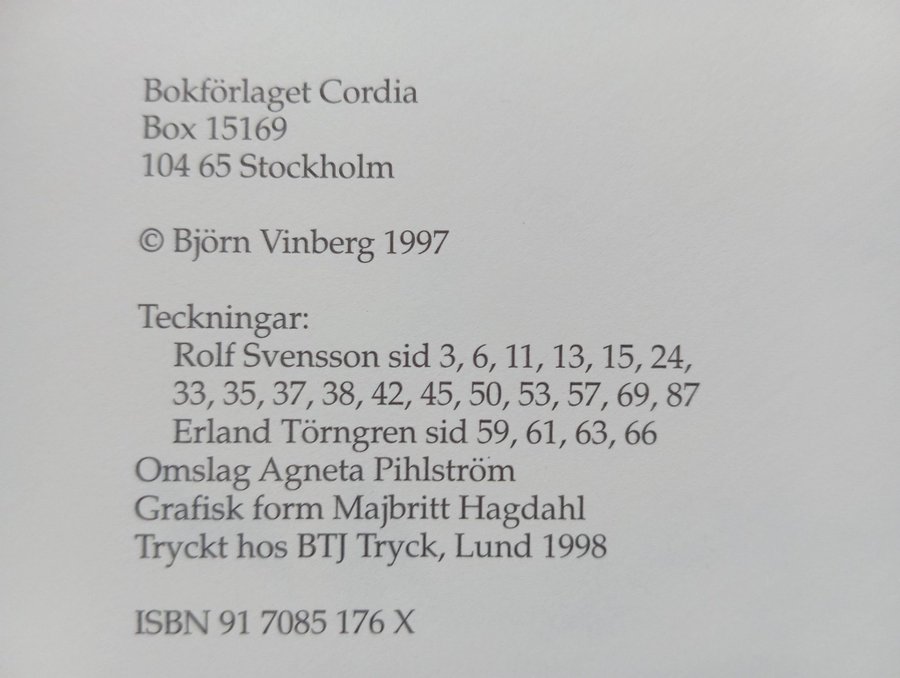 Bokförlaget Cordia
Box 15169
104 65 Stockholm
© Björn Vinberg 1997
Teckningar:
Rolf Svensson sid 3, 6, 11, 13, 15, 24,
33, 35, 37, 38, 42, 45, 50, 53, 57, 69, 87
Erland Törngren sid 59, 61, 63, 66
Omslag Agneta Pihlström
Grafisk form Majbritt Hagdahl
Tryckt hos BTJ Tryck, Lund 1998
ISBN 91 7085 176 X